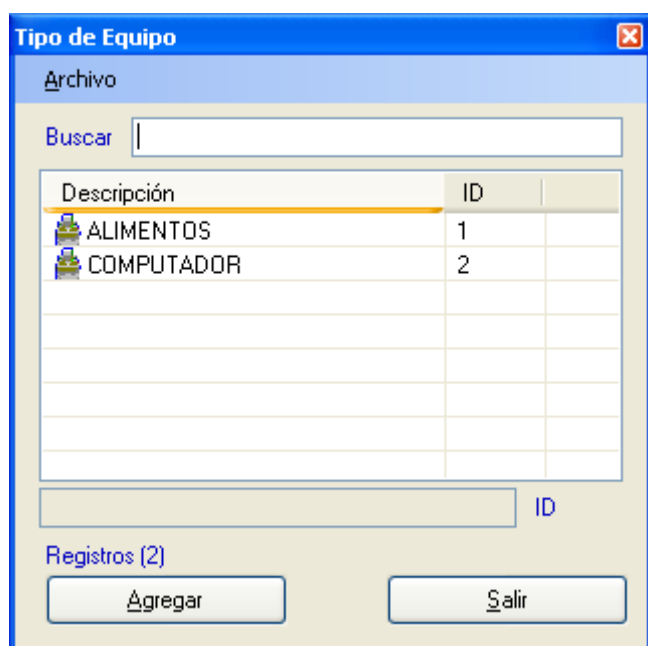 Tipo de Equipo
Archivo
Buscar
Descripción ID
ALIMENTOS 1
COMPUTADOR 2
ID
Registros (2)
Agregar Salir